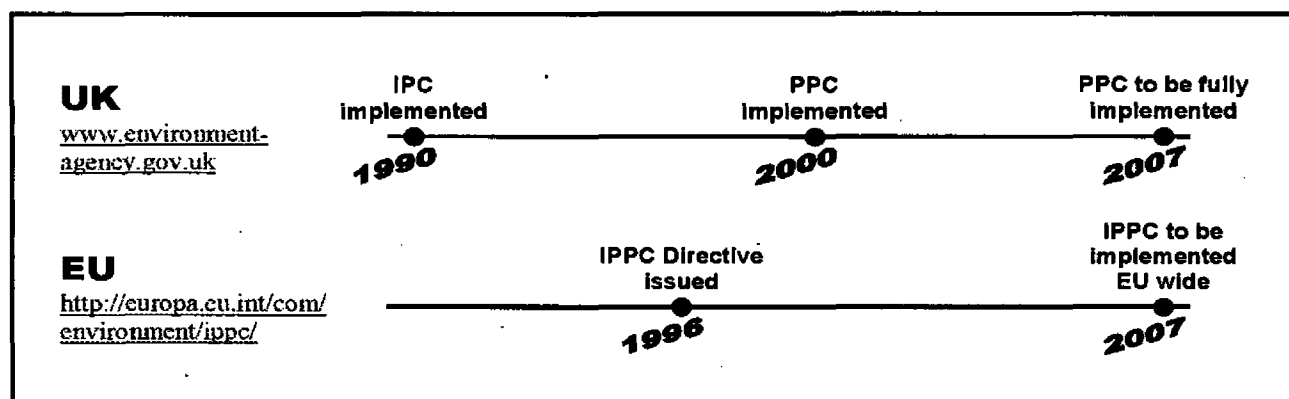 UK
www.environment-
agency.gov.uk
IPC
implemented
1990
PPC
implemented
2000
PPC to be fully
implemented
2007
EU
http://europa.eu.int/com/
environment/ippc/
IPPC Directive
issued
1996
IPPC to be
implemented
EU wide
2007